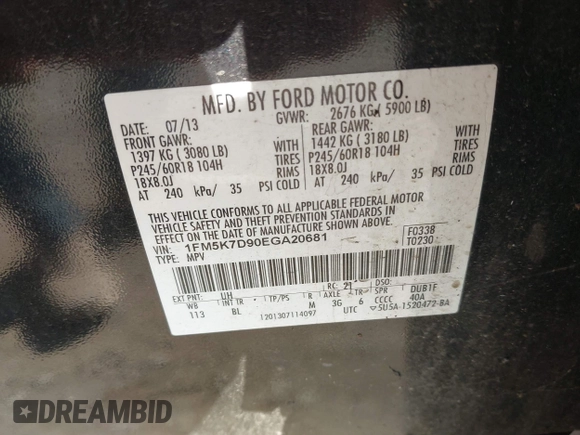 MFD. BY FORD MOTOR CO.
DATE: 07/13 GVWR: 2676 KG ( 5900 LB)
FRONT GAWR: REAR GAWR:
1397 KG ( 3080 LB) WITH 1442 KG ( 3180 LB) WITH
P245/60R18 104H TIRES P245/60R18 104H TIRES
18X8.0J RIMS 18X8.0J RIMS
AT 240 kPa/ 35 PSI COLD AT 240 kPa/ 35 PSI COLD
THIS VEHICLE CONFORMS TO ALL APPLICABLE FEDERAL MOTOR
VEHICLE SAFETY AND THEFT PREVENTION STANDARDS IN
EFFECT ON THE DATE OF MANUFACTURE SHOWN ABOVE.
VIN: 1FM5K7D90EGA20681 F0338
TYPE: MPV T0230
EXT PNT: UH RC: 21 DSO:
WB INT TR TP/PS R AXLE TR SPR DUB1F
113 BL M 3G 6 CCCC 40A
1201307114097 UTC 5U5A-1520472-BA
DREAMBID